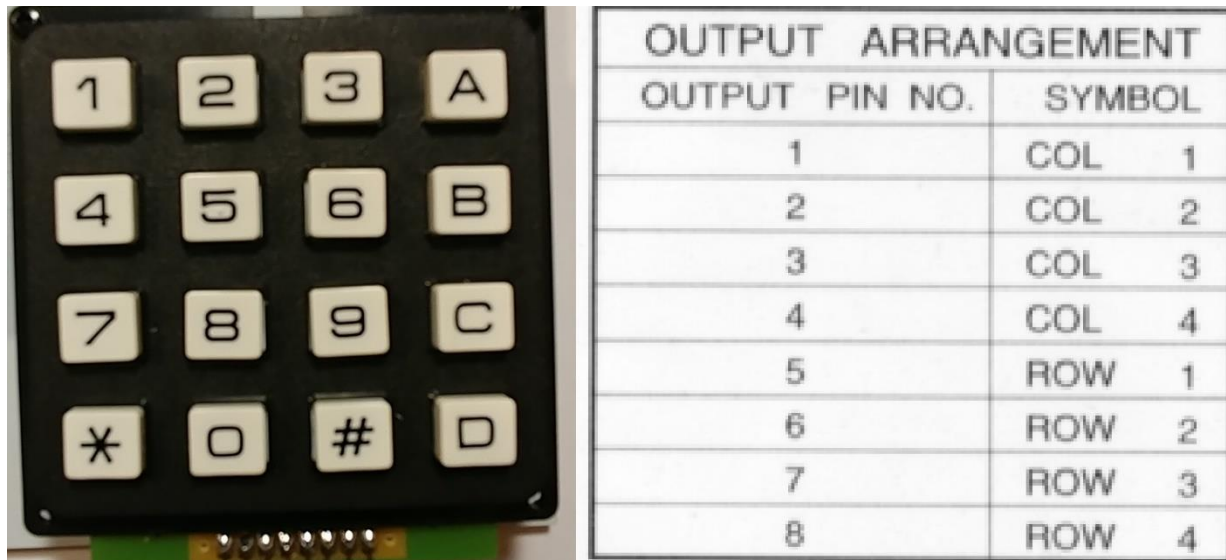 1 2 3 A
4 5 6 B
7 8 9 C
* 0 # D
OUTPUT ARRANGEMENT
OUTPUT PIN NO. SYMBOL
1 COL 1
2 COL 2
3 COL 3
4 COL 4
5 ROW 1
6 ROW 2
7 ROW 3
8 ROW 4